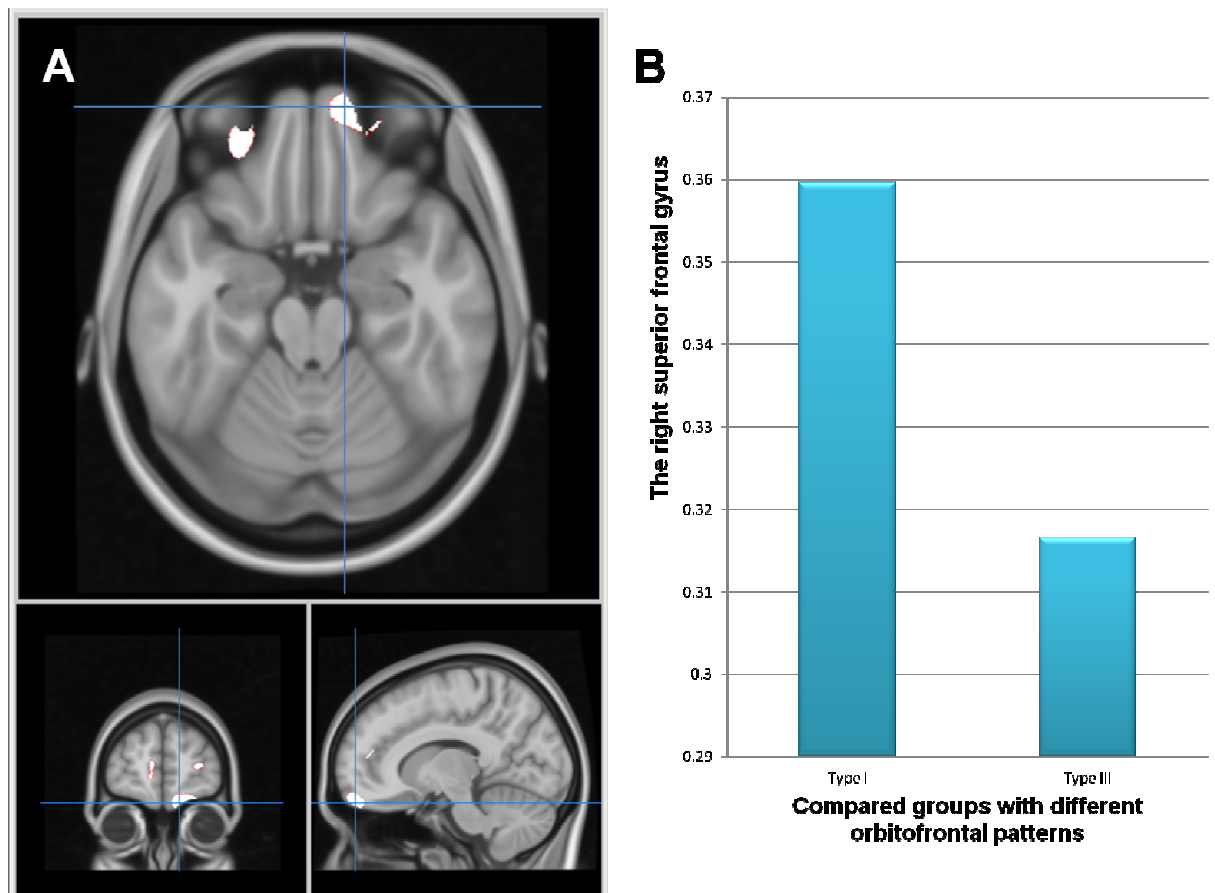 A
B
The right superior frontal gyrus
0.37
0.36
0.35
0.34
0.33
0.32
0.31
0.3
0.29
Type I
Type III
Compared groups with different
orbitofrontal patterns